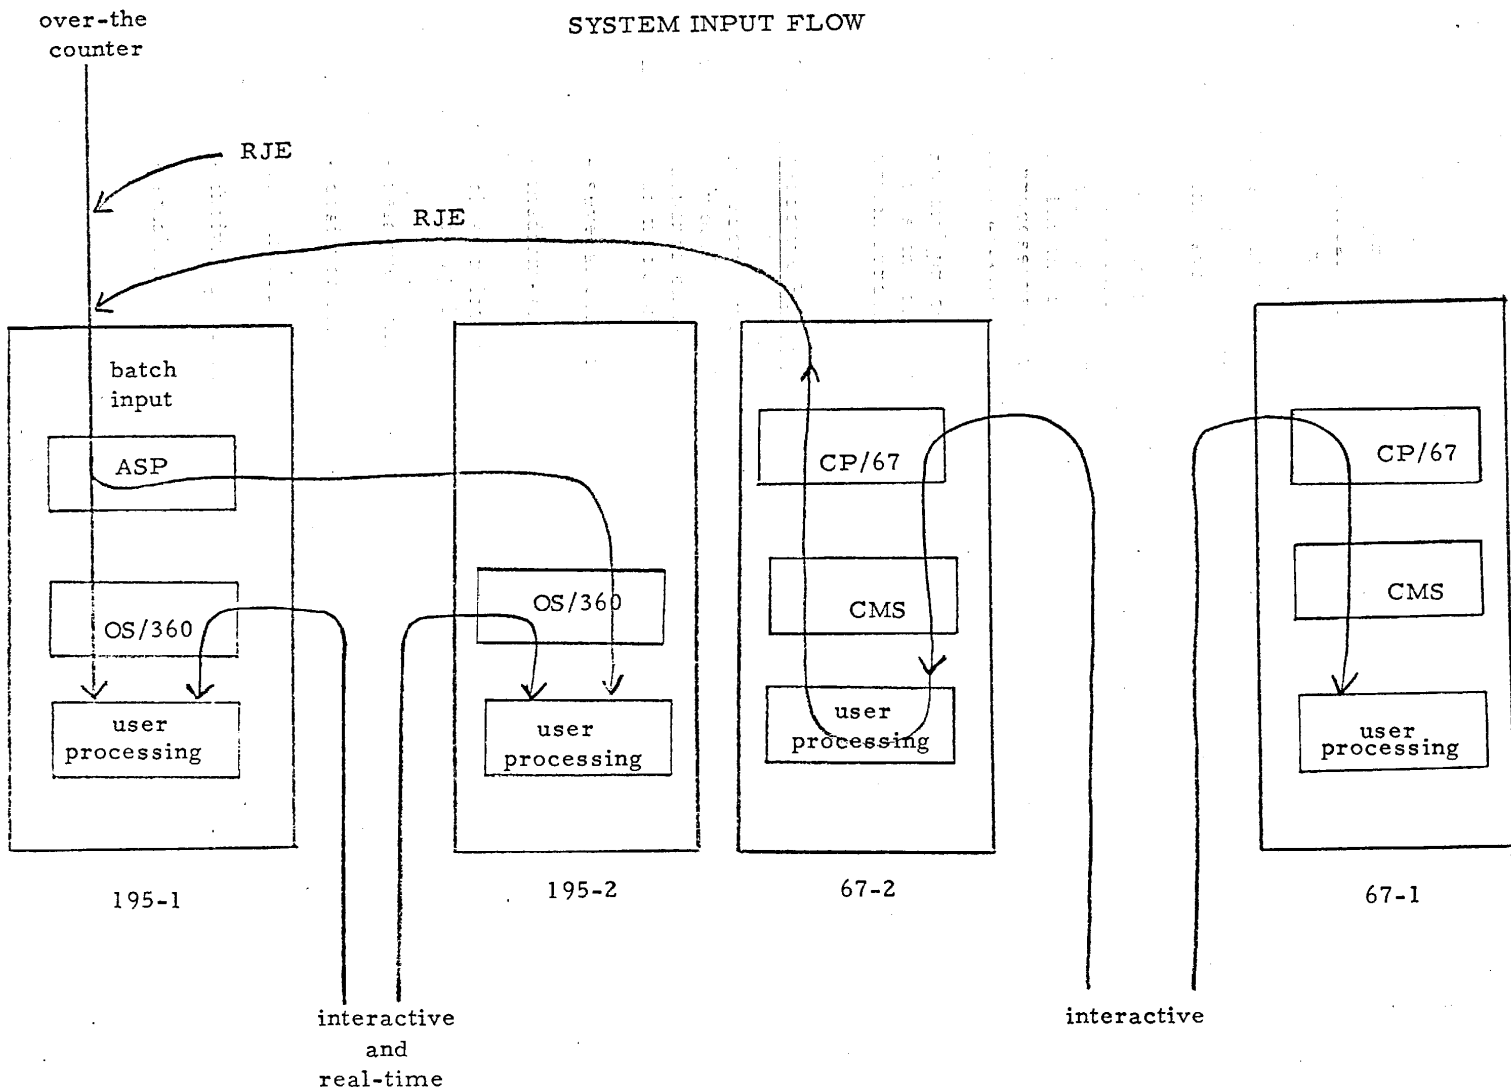 over-the
counter
SYSTEM INPUT FLOW
RJE
RJE
batch
input
ASP
OS/360
user
processing
195-1
OS/360
user
processing
195-2
CP/67
CMS
user
processing
67-2
CP/67
CMS
user
processing
67-1
interactive
and
real-time
interactive